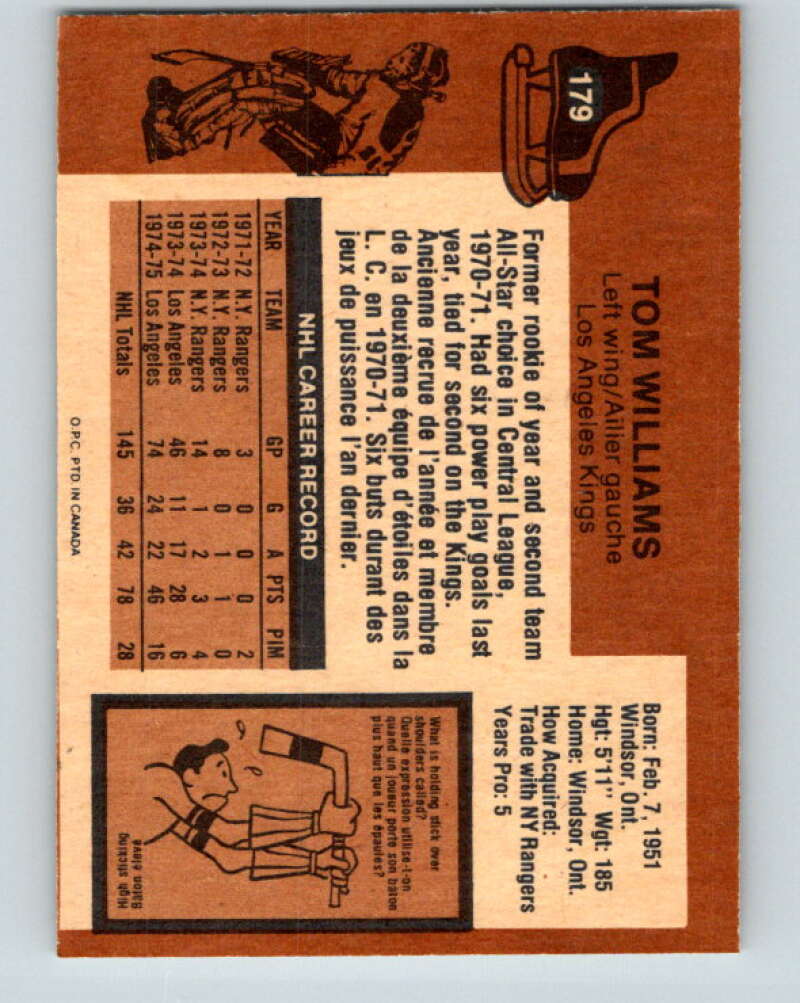 179
TOM WILLIAMS
Left wing/Ailier gauche
Los Angeles Kings
Born: Feb. 7, 1951
Windsor, Ont.
Hgt: 5'11" Wgt: 185
Home: Windsor, Ont.
How Acquired:
Trade with NY Rangers
Years Pro: 5
Former rookie of year and second team
All-Star choice in Central League,
1970-71. Had six power play goals last
year, tied for second on the Kings.
Ancienne recrue de l'année et membre
de la deuxième équipe d'étoiles dans la
L. C. en 1970-71. Six buts durant des
jeux de puissance l'an dernier.
NHL CAREER RECORD
YEAR TEAM GP G A PTS PIM
1971-72 N.Y. Rangers 3 0 0 0 2
1972-73 N.Y. Rangers 8 0 1 1 0
1973-74 N.Y. Rangers 14 1 2 3 4
1973-74 Los Angeles 46 11 17 28 6
1974-75 Los Angeles 74 24 22 46 16
NHL Totals 145 36 42 78 28
What is holding stick over
shoulders called?
Quelle expression utilise-t-on
quand un joueur porte son bâton
plus haut que les épaules?
High sticking
Bâton élevé
O.P.C. PTD. IN CANADA